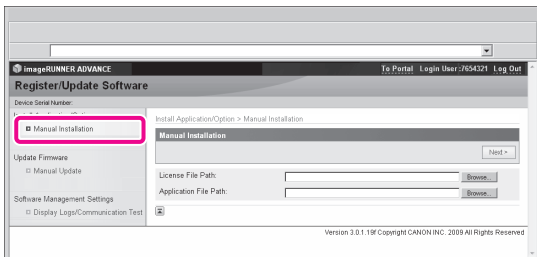 imageRUNNER ADVANCE
To Portal Login User:7654321 Log Out
Register/Update Software
Device Serial Number:
Manual Installation
Update Firmware
Manual Update
Software Management Settings
Display Logs/Communication Test
Install Application/Option > Manual Installation
Manual Installation
Next >
License File Path: Browse...
Application File Path: Browse...
Version 3.0.1.19f Copyright CANON INC. 2009 All Rights Reserved